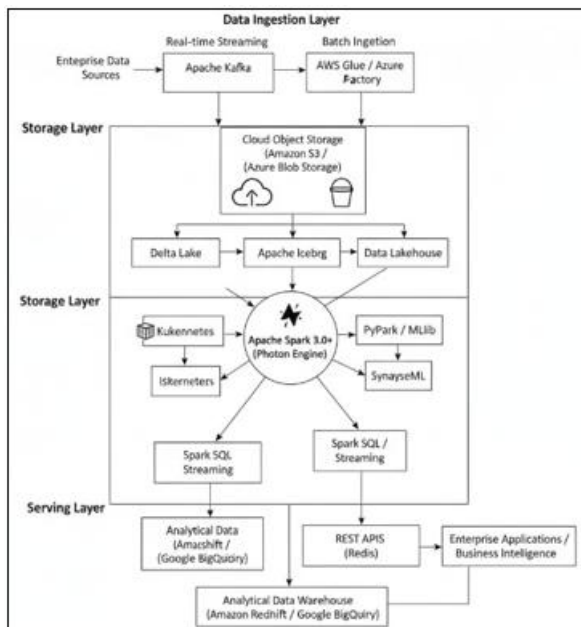 Data Ingestion Layer
Real-time Streaming
Batch Ingetion
Enteprise Data
Sources
Apache Kafka
AWS Glue / Azure
Factory
Storage Layer
Cloud Object Storage
(Amazon S3 /
(Azure Blob Storage)
Delta Lake
Apache Icebrg
Data Lakehouse
Storage Layer
Kukennetes
Apache Spark 3.0+
(Photon Engine)
PyPark / MLlib
Iskerneters
SynayseML
Spark SQL
Streaming
Spark SQL /
Streaming
Serving Layer
Analytical Data
(Amacshift /
(Google BigQuiry)
REST APIS
(Redis)
Enterprise Applications /
Business Intelligence
Analytical Data Warehouse
(Amazon Redhift / Google BigQuiry)